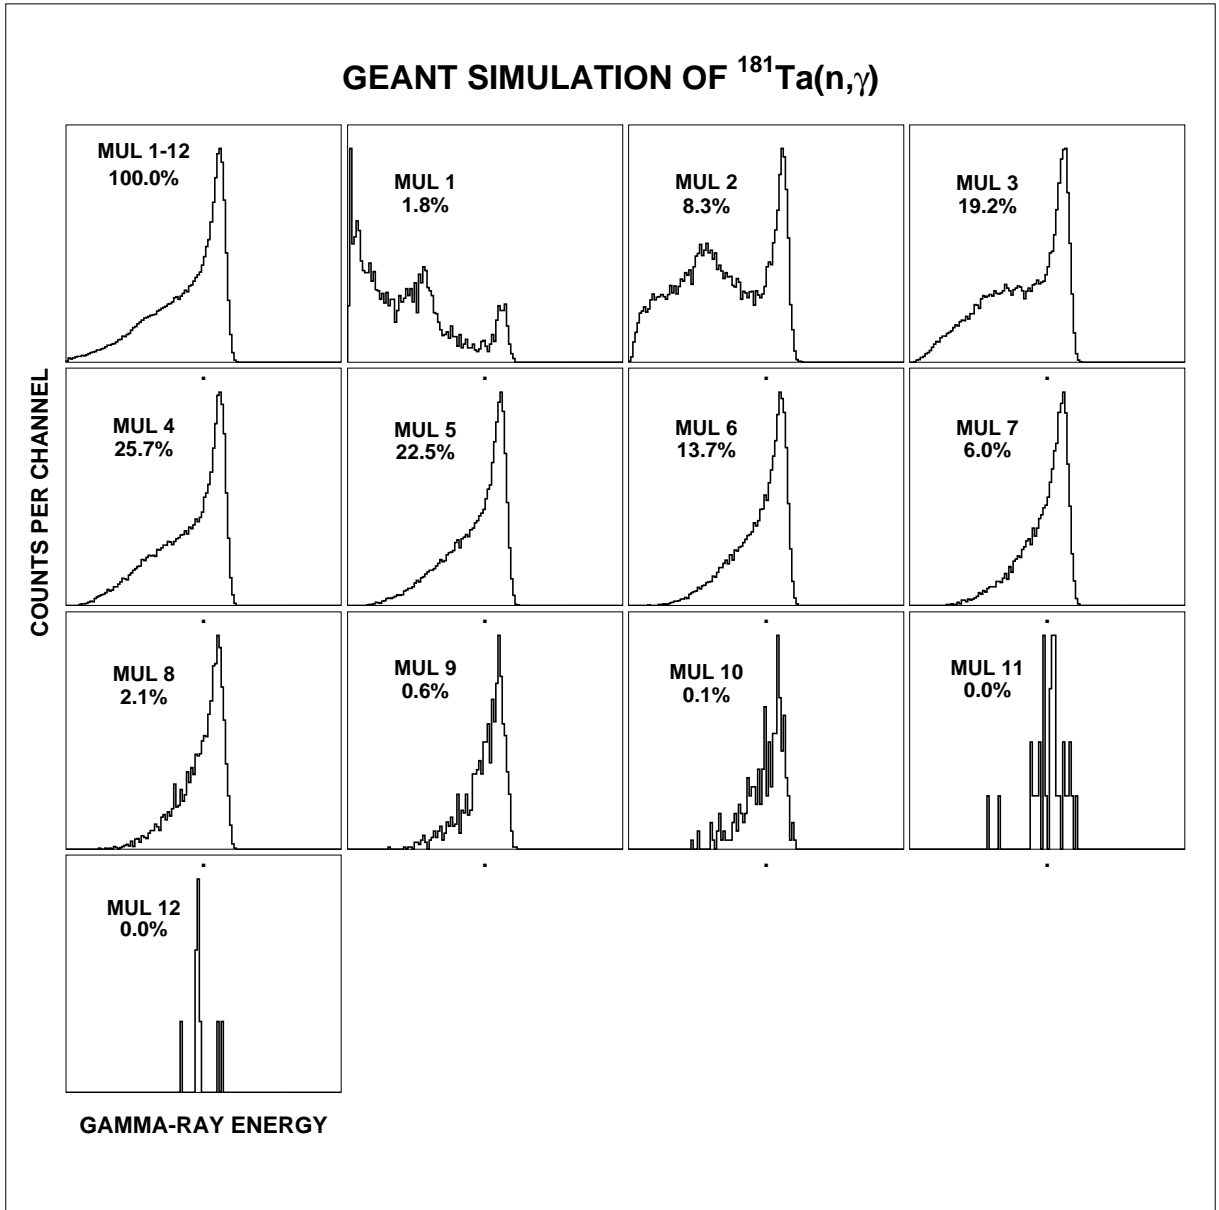 GEANT SIMULATION OF ¹⁸¹Ta(n,γ)
MUL 1-12
100.0%
MUL 1
1.8%
MUL 2
8.3%
MUL 3
19.2%
MUL 4
25.7%
MUL 5
22.5%
MUL 6
13.7%
MUL 7
6.0%
MUL 8
2.1%
MUL 9
0.6%
MUL 10
0.1%
MUL 11
0.0%
MUL 12
0.0%
COUNTS PER CHANNEL
GAMMA-RAY ENERGY